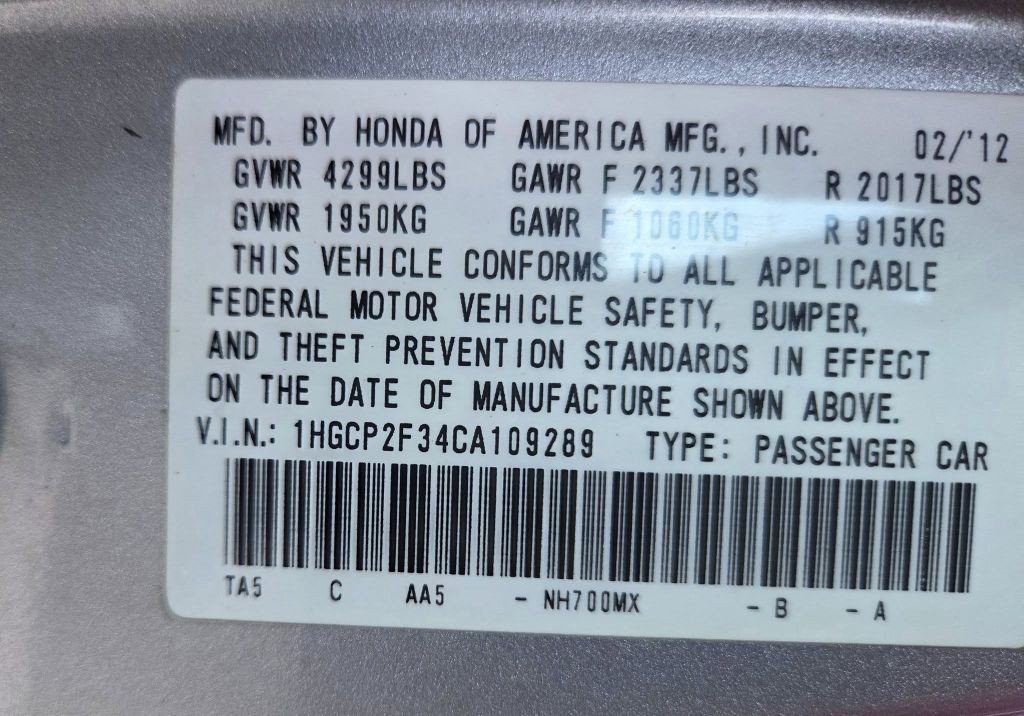 MFD. BY HONDA OF AMERICA MFG., INC. 02/'12
GVWR 4299LBS GAWR F 2337LBS R 2017LBS
GVWR 1950KG GAWR F 1060KG R 915KG
THIS VEHICLE CONFORMS TO ALL APPLICABLE
FEDERAL MOTOR VEHICLE SAFETY, BUMPER,
AND THEFT PREVENTION STANDARDS IN EFFECT
ON THE DATE OF MANUFACTURE SHOWN ABOVE.
V.I.N.: 1HGCP2F34CA109289 TYPE: PASSENGER CAR
TA5 C AA5 - NH700MX - B - A